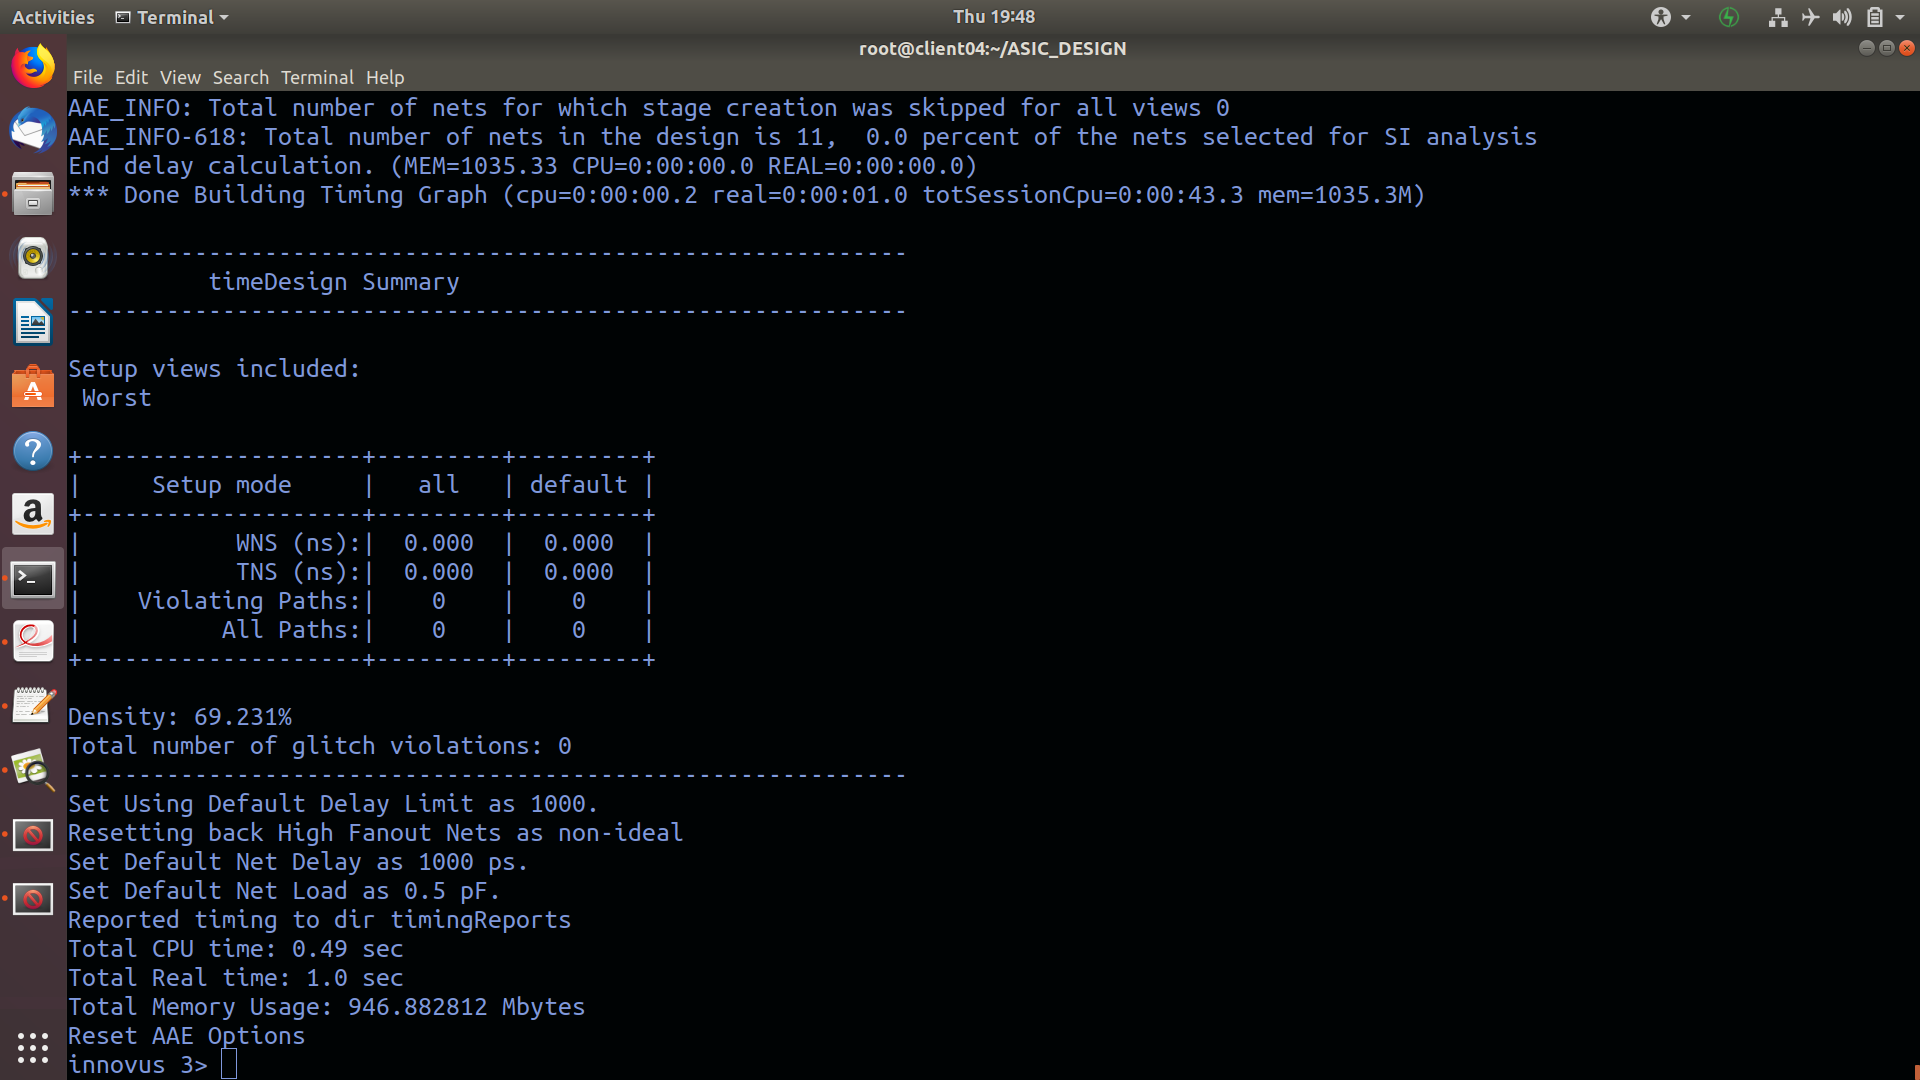 Activities Terminal Thu 19:48
root@client04:~/ASIC_DESIGN
File Edit View Search Terminal Help
AAE_INFO: Total number of nets for which stage creation was skipped for all views 0
AAE_INFO-618: Total number of nets in the design is 11,  0.0 percent of the nets selected for SI analysis
End delay calculation. (MEM=1035.33 CPU=0:00:00.0 REAL=0:00:00.0)
*** Done Building Timing Graph (cpu=0:00:00.2 real=0:00:01.0 totSessionCpu=0:00:43.3 mem=1035.3M)
------------------------------------------------------------
          timeDesign Summary
------------------------------------------------------------
Setup views included:
 Worst
+--------------------+---------+---------+
|     Setup mode     |   all   | default |
+--------------------+---------+---------+
|           WNS (ns):|  0.000  |  0.000  |
|           TNS (ns):|  0.000  |  0.000  |
|    Violating Paths:|    0    |    0    |
|          All Paths:|    0    |    0    |
+--------------------+---------+---------+
Density: 69.231%
Total number of glitch violations: 0
------------------------------------------------------------
Set Using Default Delay Limit as 1000.
Resetting back High Fanout Nets as non-ideal
Set Default Net Delay as 1000 ps.
Set Default Net Load as 0.5 pF.
Reported timing to dir timingReports
Total CPU time: 0.49 sec
Total Real time: 1.0 sec
Total Memory Usage: 946.882812 Mbytes
Reset AAE Options
innovus 3>